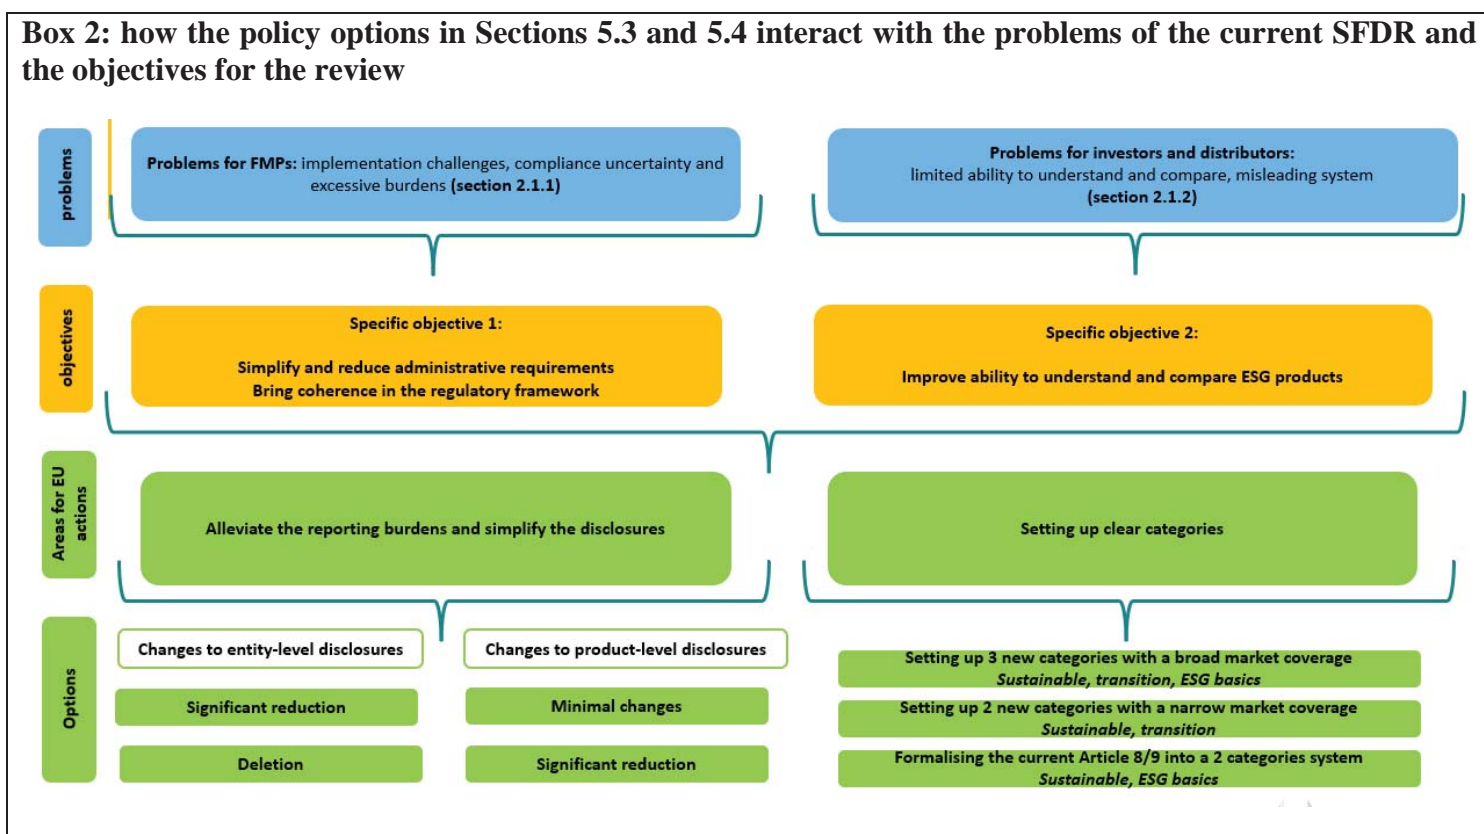 Box 2: how the policy options in Sections 5.3 and 5.4 interact with the problems of the current SFDR and
the objectives for the review
problems
Problems for FMPs: implementation challenges, compliance uncertainty and
excessive burdens (section 2.1.1)
Problems for investors and distributors:
limited ability to understand and compare, misleading system
(section 2.1.2)
objectives
Specific objective 1:
Simplify and reduce administrative requirements
Bring coherence in the regulatory framework
Specific objective 2:
Improve ability to understand and compare ESG products
Areas for EU
actions
Alleviate the reporting burdens and simplify the disclosures
Setting up clear categories
Options
Changes to entity-level disclosures
Significant reduction
Deletion
Changes to product-level disclosures
Minimal changes
Significant reduction
Setting up 3 new categories with a broad market coverage
Sustainable, transition, ESG basics
Setting up 2 new categories with a narrow market coverage
Sustainable, transition
Formalising the current Article 8/9 into a 2 categories system
Sustainable, ESG basics